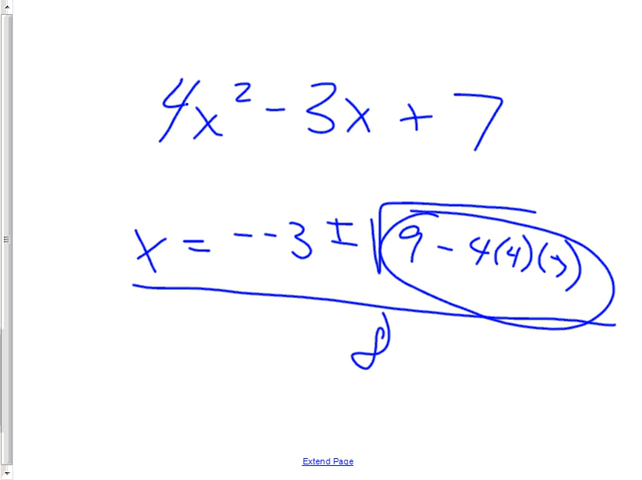 4x² - 3x + 7
x = --3 ± √9 - 4(4)(7)
8
Extend Page